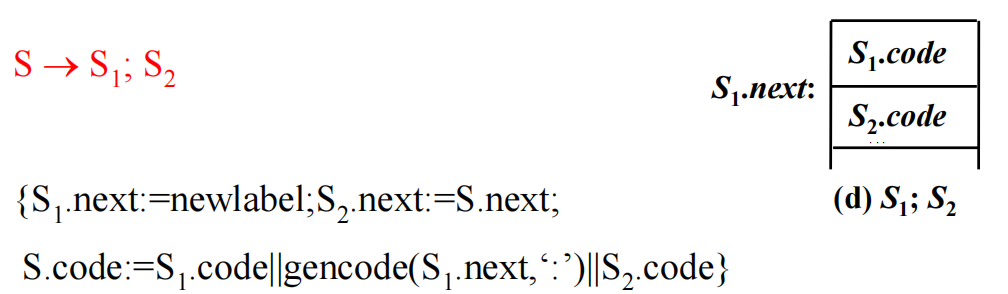 S → S₁; S₂
S₁.code
S₁.next:
S₂.code
...
(d) S₁; S₂
{S₁.next:=newlabel;S₂.next:=S.next;
S.code:=S₁.code||gencode(S₁.next,‘:’)||S₂.code}